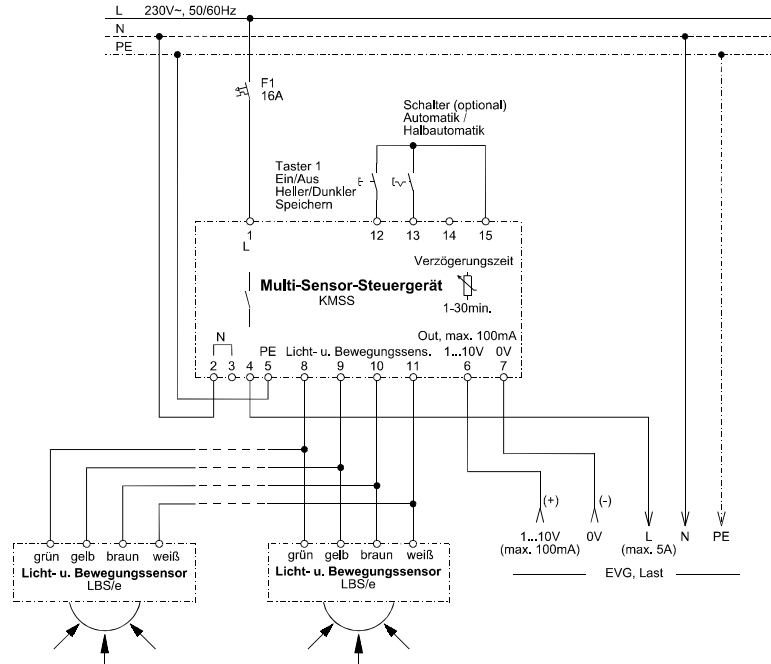 L 230V~, 50/60Hz
N
PE
F1
16A
Schalter (optional)
Automatik /
Halbautomatik
Taster 1
Ein/Aus
Heller/Dunkler
Speichern
1 12 13 14 15
L
Verzögerungszeit
Multi-Sensor-Steuergerät
KMSS
1-30min.
Out, max. 100mA
N PE Licht- u. Bewegungssens. 1...10V 0V
2 3 4 5 8 9 10 11 6 7
(+) (-)
1...10V 0V L N PE
(max. 100mA) (max. 5A)
EVG, Last
grün gelb braun weiß
Licht- u. Bewegungssensor
LBS/e
grün gelb braun weiß
Licht- u. Bewegungssensor
LBS/e